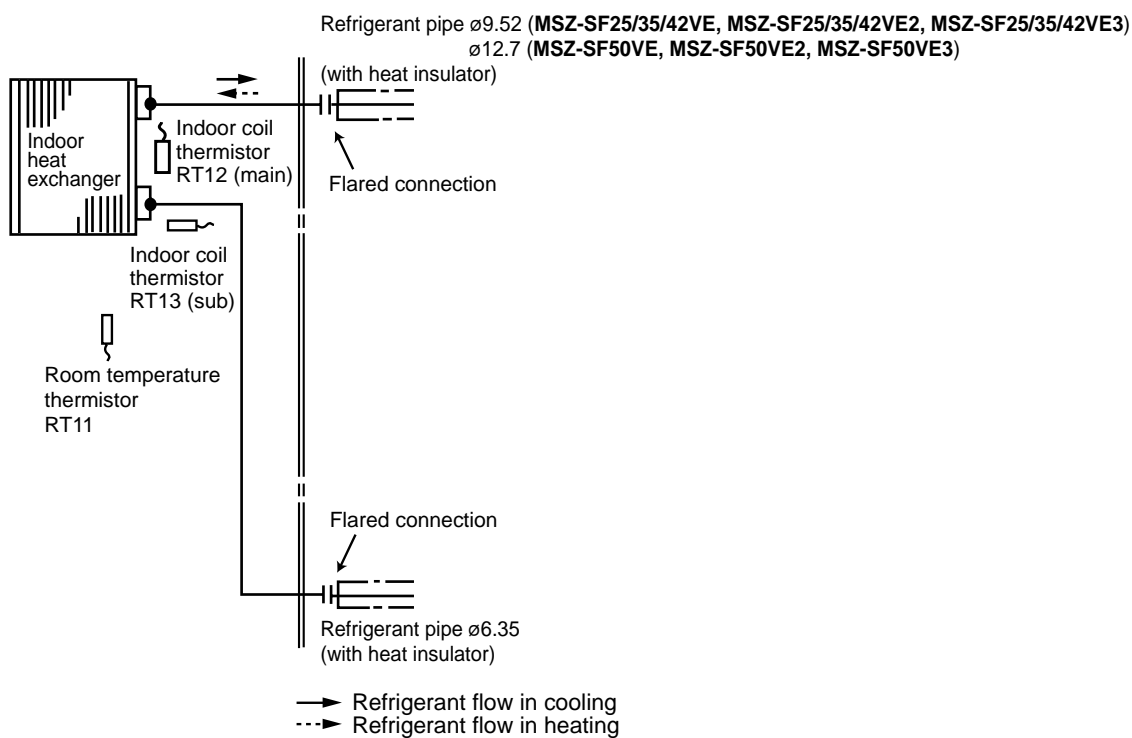 Refrigerant pipe ø9.52 (MSZ-SF25/35/42VE, MSZ-SF25/35/42VE2, MSZ-SF25/35/42VE3)
ø12.7 (MSZ-SF50VE, MSZ-SF50VE2, MSZ-SF50VE3)
(with heat insulator)
Indoor
heat
exchanger
Indoor coil
thermistor
RT12 (main)
Flared connection
Indoor coil
thermistor
RT13 (sub)
Room temperature
thermistor
RT11
Flared connection
Refrigerant pipe ø6.35
(with heat insulator)
Refrigerant flow in cooling
Refrigerant flow in heating